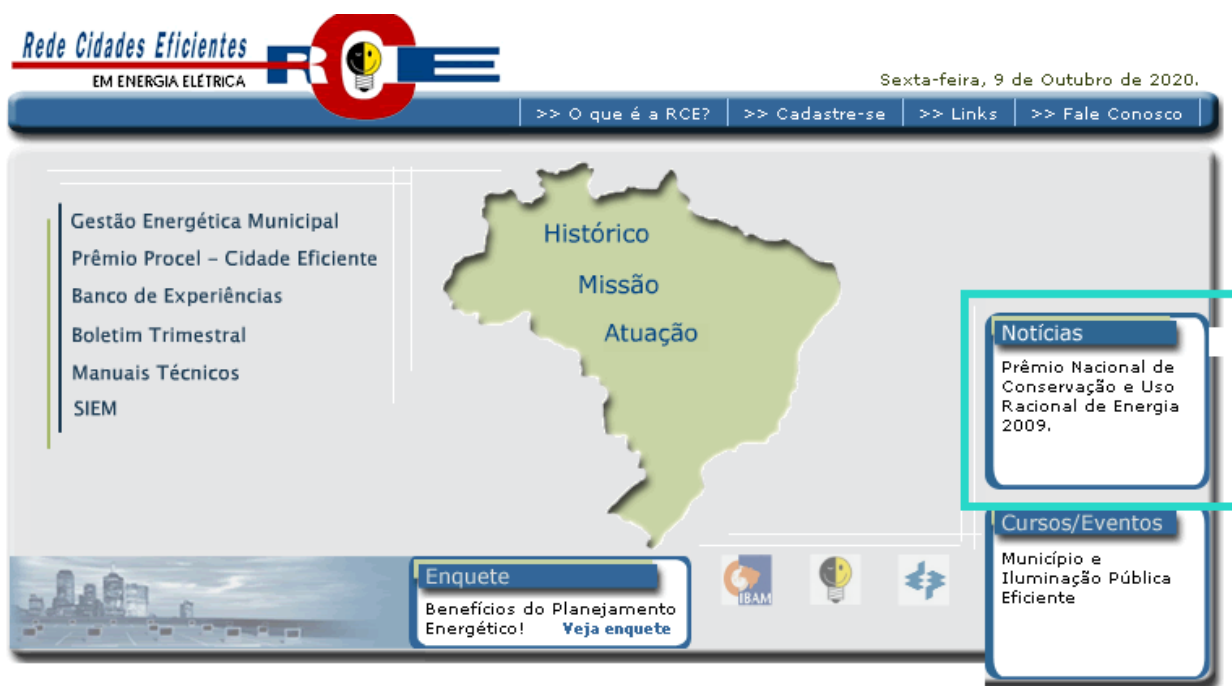 Rede Cidades Eficientes
EM ENERGIA ELÉTRICA
RCE
Sexta-feira, 9 de Outubro de 2020.
>> O que é a RCE?
>> Cadastre-se
>> Links
>> Fale Conosco
Gestão Energética Municipal
Prêmio Procel – Cidade Eficiente
Banco de Experiências
Boletim Trimestral
Manuais Técnicos
SIEM
Histórico
Missão
Atuação
Notícias
Prêmio Nacional de
Conservação e Uso
Racional de Energia
2009.
Cursos/Eventos
Município e
Iluminação Pública
Eficiente
Enquete
Benefícios do Planejamento
Energético! Veja enquete
IBAM